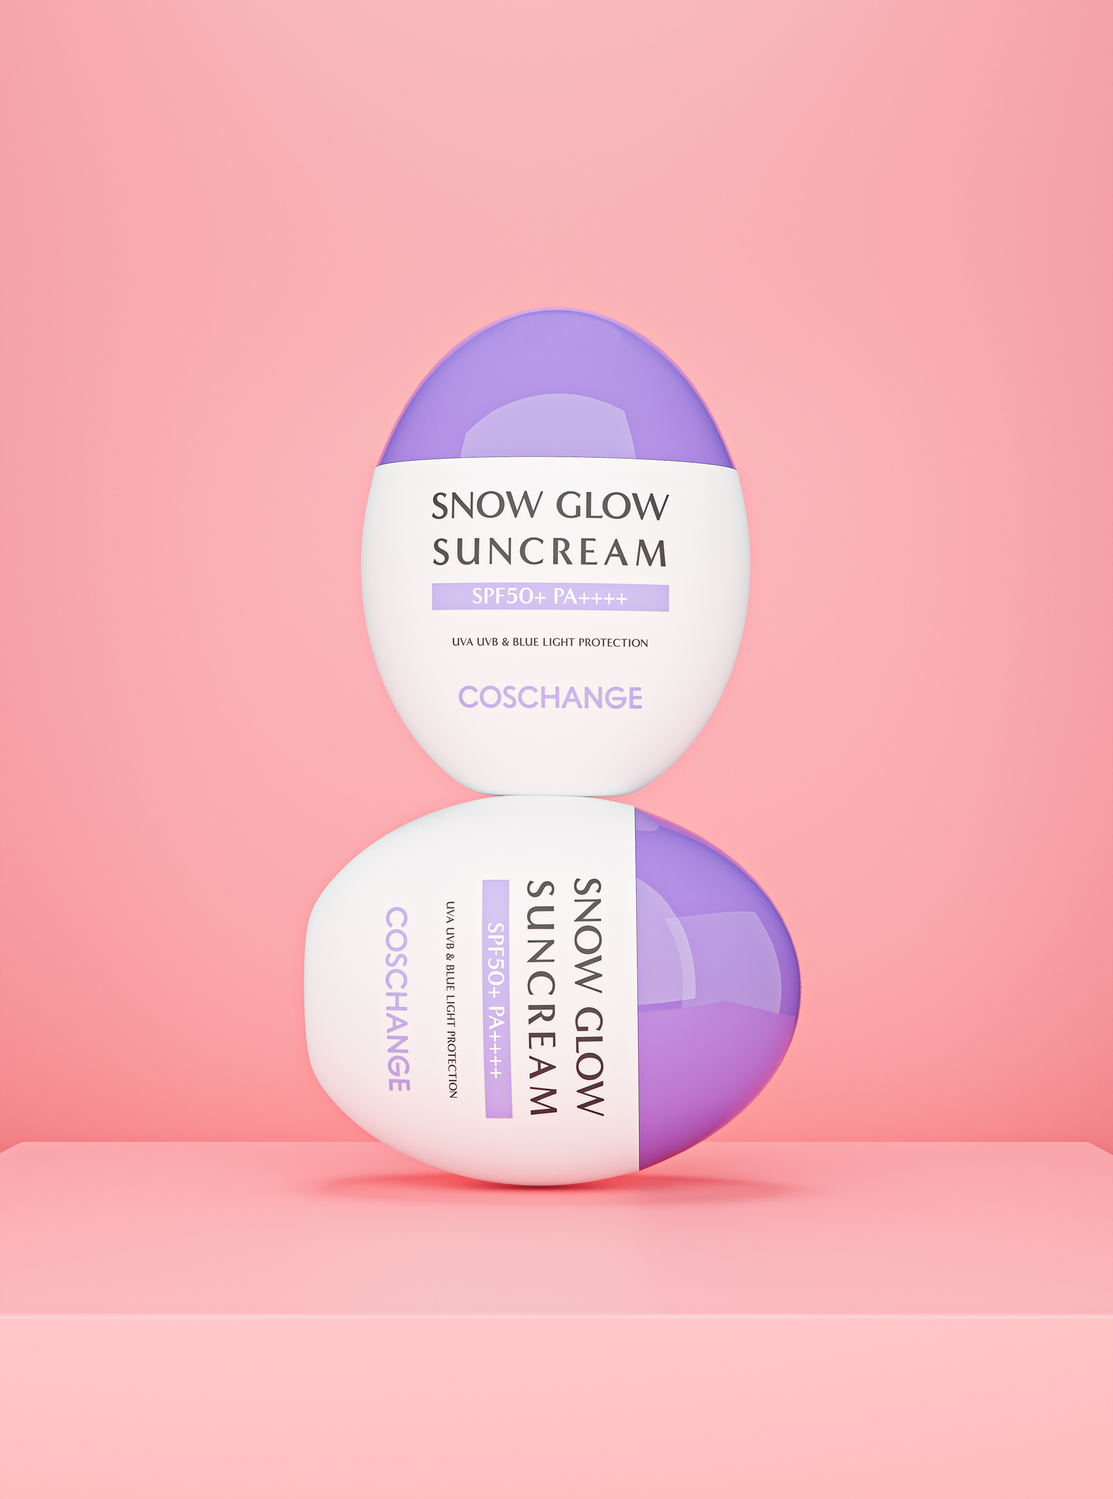 SNOW GLOW
SUNCREAM
SPF50+ PA++++
UVA UVB & BLUE LIGHT PROTECTION
COSCHANGE
SNOW GLOW
SUNCREAM
SPF50+ PA++++
UVA UVB & BLUE LIGHT PROTECTION
COSCHANGE